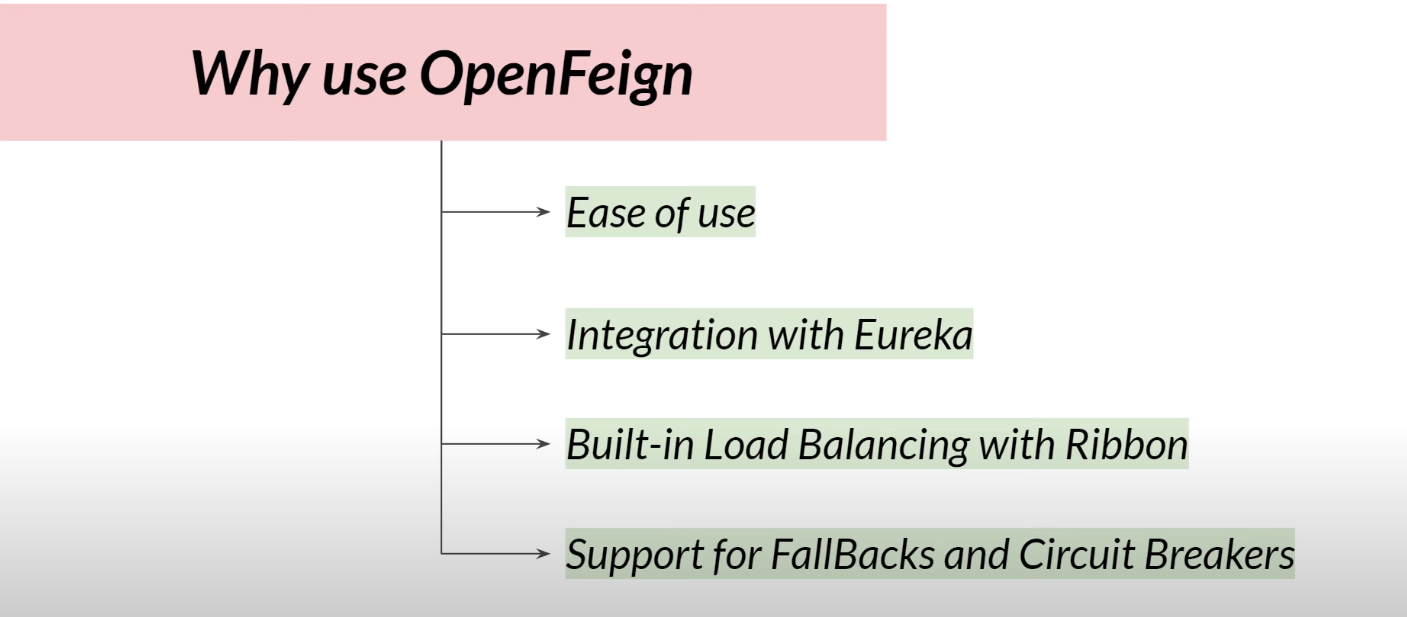 Why use OpenFeign
Ease of use
Integration with Eureka
Built-in Load Balancing with Ribbon
Support for FallBacks and Circuit Breakers